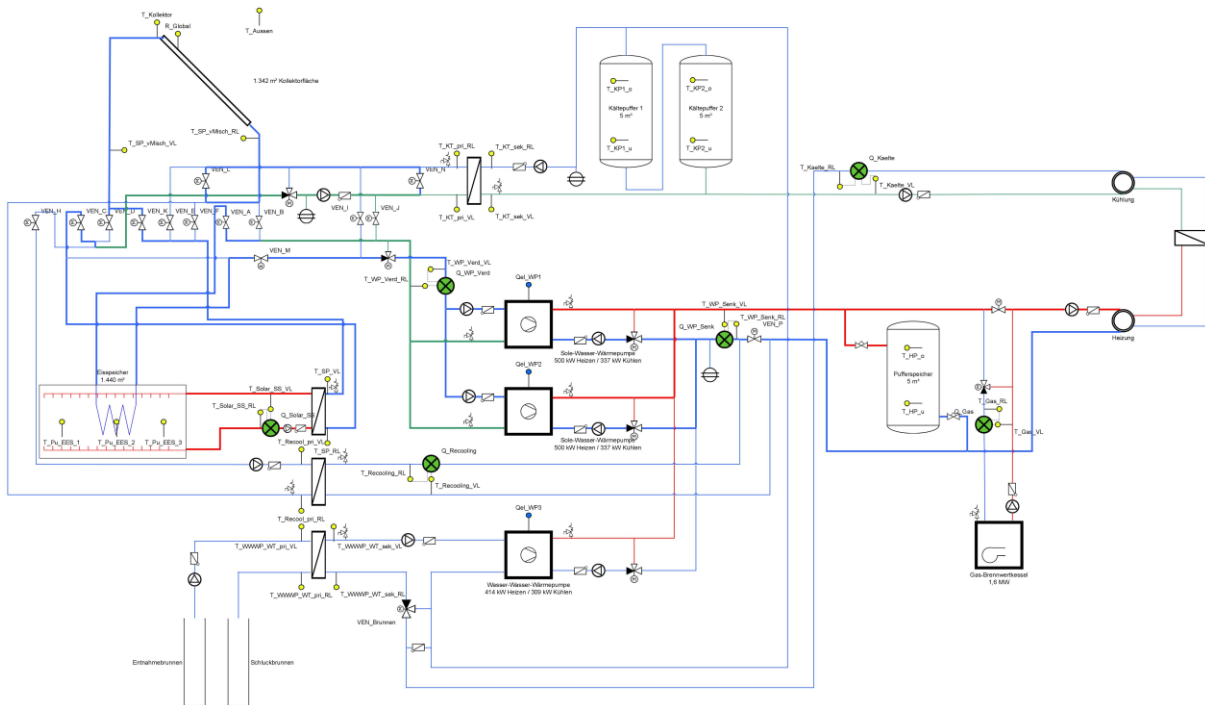 T_Kollektor
R_Global
T_Aussen
1.342 m² Kollektorfläche
T_KP1_o
T_KP2_o
Kältepuffer 1
5 m³
Kältepuffer 2
5 m³
T_KP1_u
T_KP2_u
T_SP_vMisch_RL
T_SP_vMisch_VL
T_KT_pri_RL
T_KT_sek_RL
VEN_L
VEN_N
Q_Kaelte
T_Kaelte_RL
T_Kaelte_VL
Kühlung
VEN_H
VEN_C
VEN_D
VEN_K
VEN_E
VEN_F
VEN_A
VEN_B
VEN_I
VEN_J
T_KT_pri_VL
T_KT_sek_VL
VEN_M
T_WP_Verd_VL
Q_WP_Verd
T_WP_Verd_RL
Qel_WP1
T_WP_Senk_VL
T_WP_Senk_RL
Q_WP_Senk
VEN_P
Heizung
Sole-Wasser-Wärmepumpe
500 kW Heizen / 337 kW Kühlen
T_HP_o
Pufferspeicher
5 m³
T_HP_u
Q_Gas
T_Gas_RL
T_Gas_VL
Qel_WP2
Eisspeicher
1.440 m³
T_SP_VL
T_Solar_SS_VL
T_Solar_SS_RL
Q_Solar_SS
T_Pu_EES_1
T_Pu_EES_2
T_Pu_EES_3
Sole-Wasser-Wärmepumpe
500 kW Heizen / 337 kW Kühlen
T_Recool_pri_VL
T_SP_RL
Q_Recooling
T_Recooling_RL
T_Recooling_VL
T_Recool_pri_RL
Qel_WP3
T_WWWP_WT_pri_VL
T_WWWP_WT_sek_VL
Gas-Brennwertkessel
1,6 MW
Wasser-Wasser-Wärmepumpe
414 kW Heizen / 309 kW Kühlen
T_WWWP_WT_pri_RL
T_WWWP_WT_sek_RL
VEN_Brunnen
Entnahmebrunnen
Schluckbrunnen